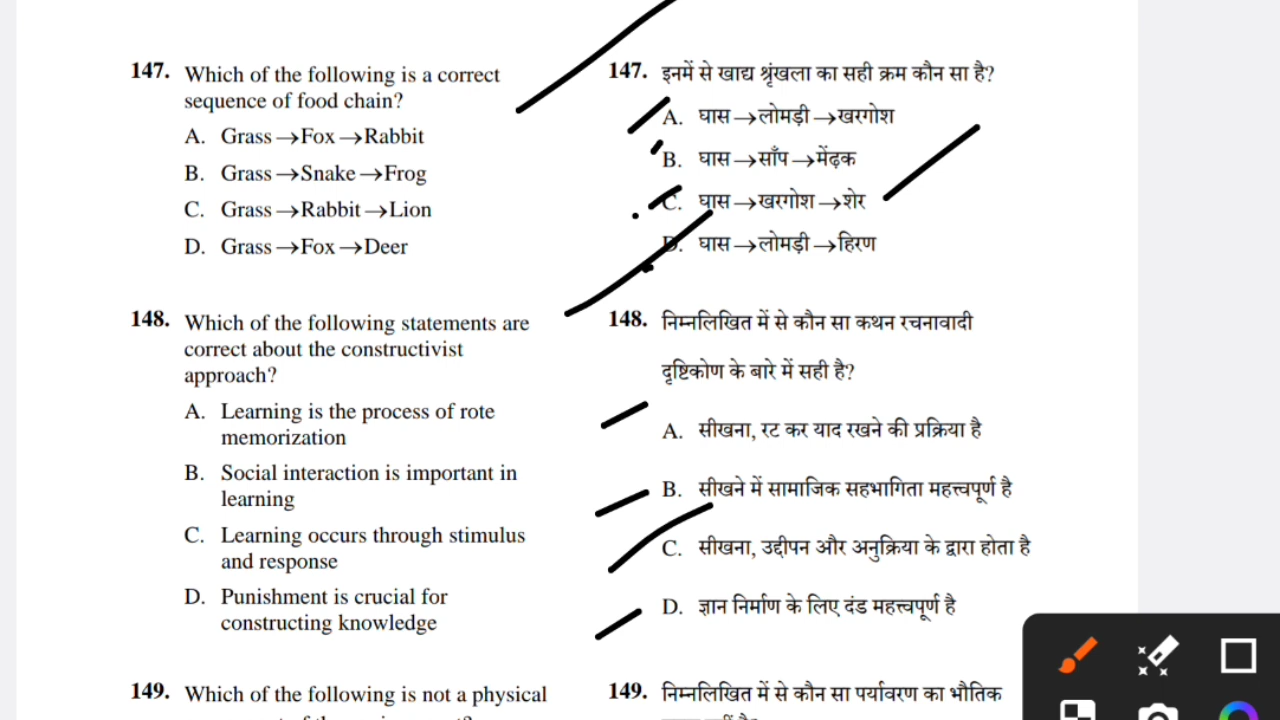 147. Which of the following is a correct
sequence of food chain?
A. Grass →Fox →Rabbit
B. Grass →Snake →Frog
C. Grass →Rabbit →Lion
D. Grass →Fox →Deer
148. Which of the following statements are
correct about the constructivist
approach?
A. Learning is the process of rote
memorization
B. Social interaction is important in
learning
C. Learning occurs through stimulus
and response
D. Punishment is crucial for
constructing knowledge
149. Which of the following is not a physical
147. इनमें से खाद्य श्रृंखला का सही क्रम कौन सा है?
A. घास →लोमड़ी →खरगोश
B. घास →साँप →मेंढ़क
C. घास →खरगोश →शेर
D. घास →लोमड़ी →हिरण
148. निम्नलिखित में से कौन सा कथन रचनावादी
दृष्टिकोण के बारे में सही है?
A. सीखना, रट कर याद रखने की प्रक्रिया है
B. सीखने में सामाजिक सहभागिता महत्त्वपूर्ण है
C. सीखना, उद्दीपन और अनुक्रिया के द्वारा होता है
D. ज्ञान निर्माण के लिए दंड महत्त्वपूर्ण है
149. निम्नलिखित में से कौन सा पर्यावरण का भौतिक